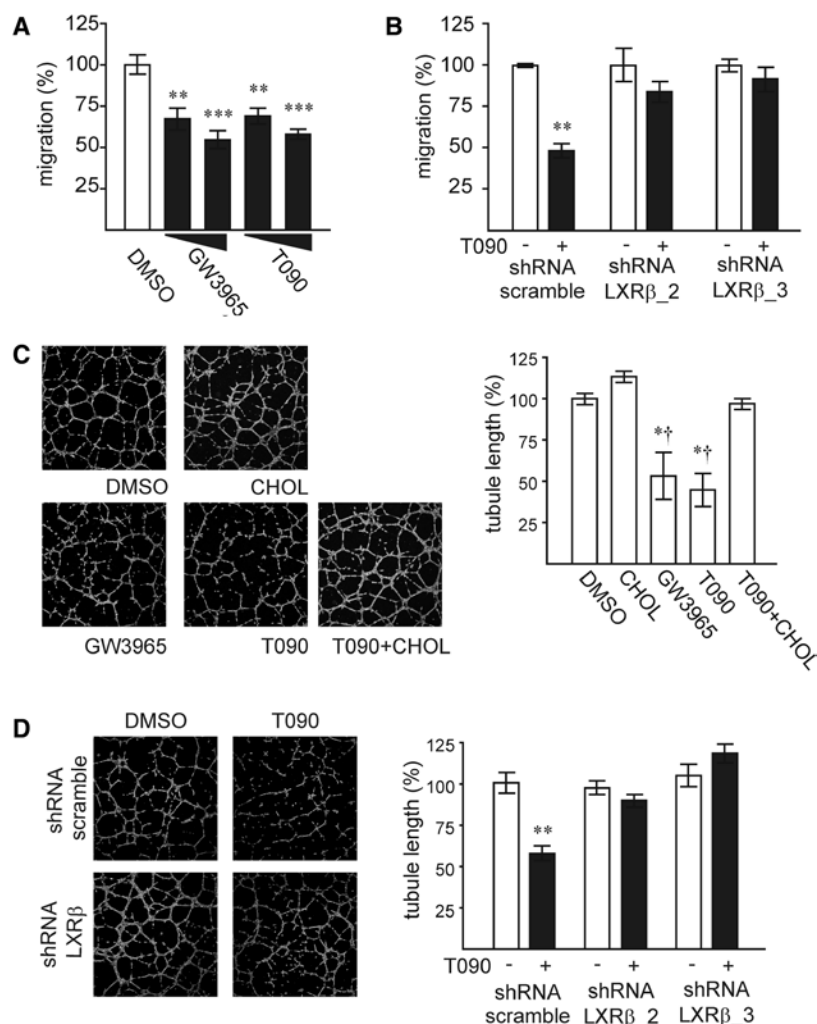 A
migration (%)
125
100
75
50
25
** *** ** ***
DMSO
GW3965
T090
B
migration (%)
125
100
75
50
25
**
T090 - + - + - +
shRNA shRNA shRNA
scramble LXRβ_2 LXRβ_3
C
DMSO CHOL
GW3965 T090 T090+CHOL
tubule length (%)
125
100
75
50
25
*† *†
DMSO
CHOL
GW3965
T090
T090+CHOL
D
DMSO T090
shRNA
scramble
shRNA
LXRβ
tubule length (%)
125
100
75
50
25
**
T090 - + - + - +
shRNA shRNA shRNA
scramble LXRβ_2 LXRβ_3